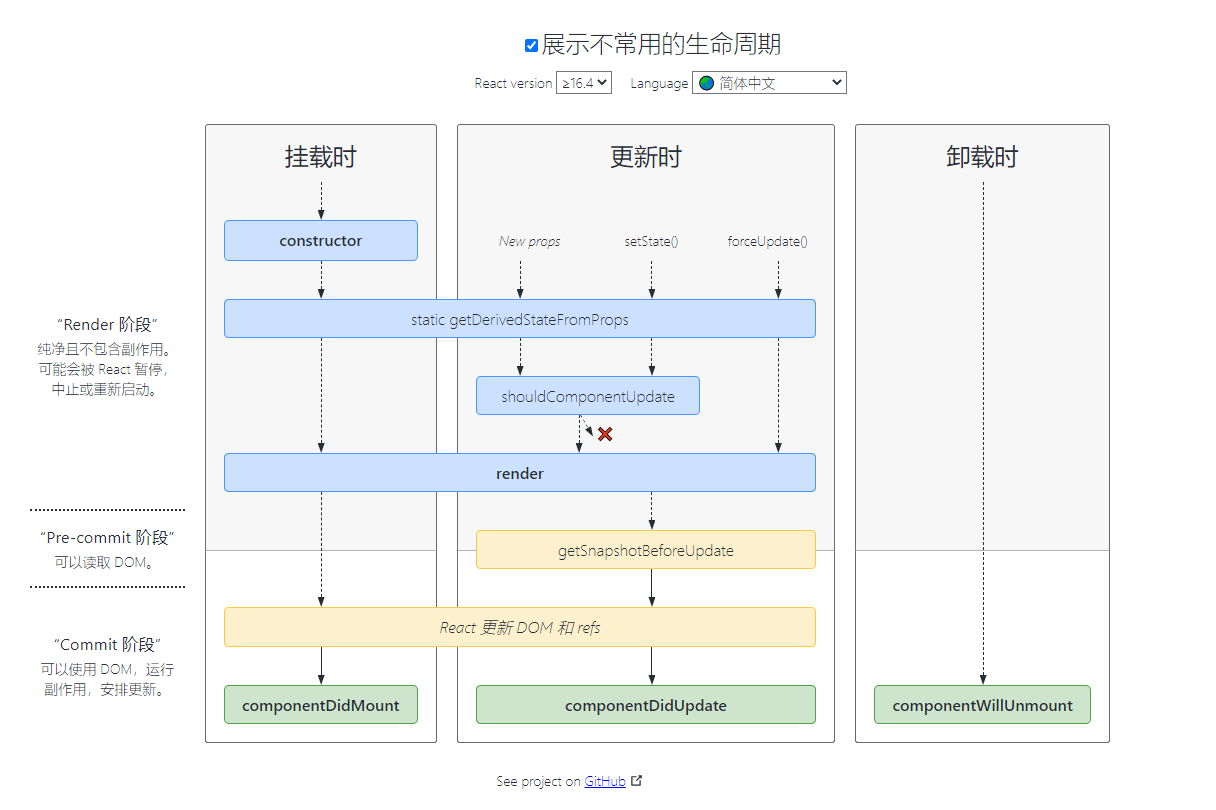 展示不常用的生命周期
React version ≥16.4 Language 简体中文
挂载时
更新时
卸载时
constructor
New props
setState()
forceUpdate()
static getDerivedStateFromProps
“Render 阶段”
纯净且不包含副作用。
可能会被 React 暂停，
中止或重新启动。
shouldComponentUpdate
render
“Pre-commit 阶段”
可以读取 DOM。
getSnapshotBeforeUpdate
React 更新 DOM 和 refs
“Commit 阶段”
可以使用 DOM，运行
副作用，安排更新。
componentDidMount
componentDidUpdate
componentWillUnmount
See project on GitHub